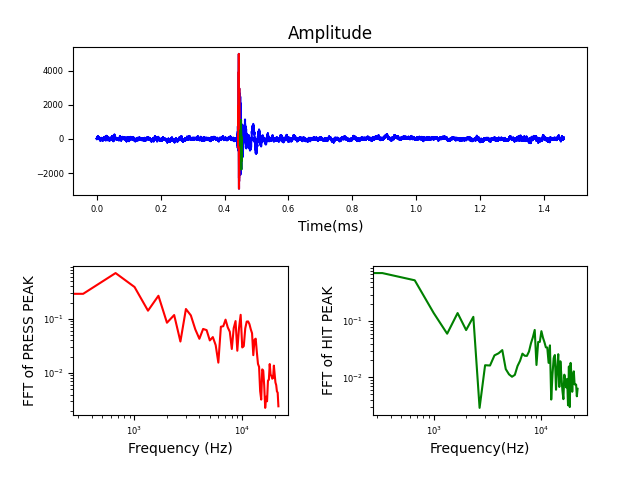 Amplitude
4000
2000
0
−2000
0.0 0.2 0.4 0.6 0.8 1.0 1.2 1.4
Time(ms)
FFT of PRESS PEAK
10⁻¹
10⁻²
10³ 10⁴
Frequency (Hz)
FFT of HIT PEAK
10⁻¹
10⁻²
10³ 10⁴
Frequency(Hz)